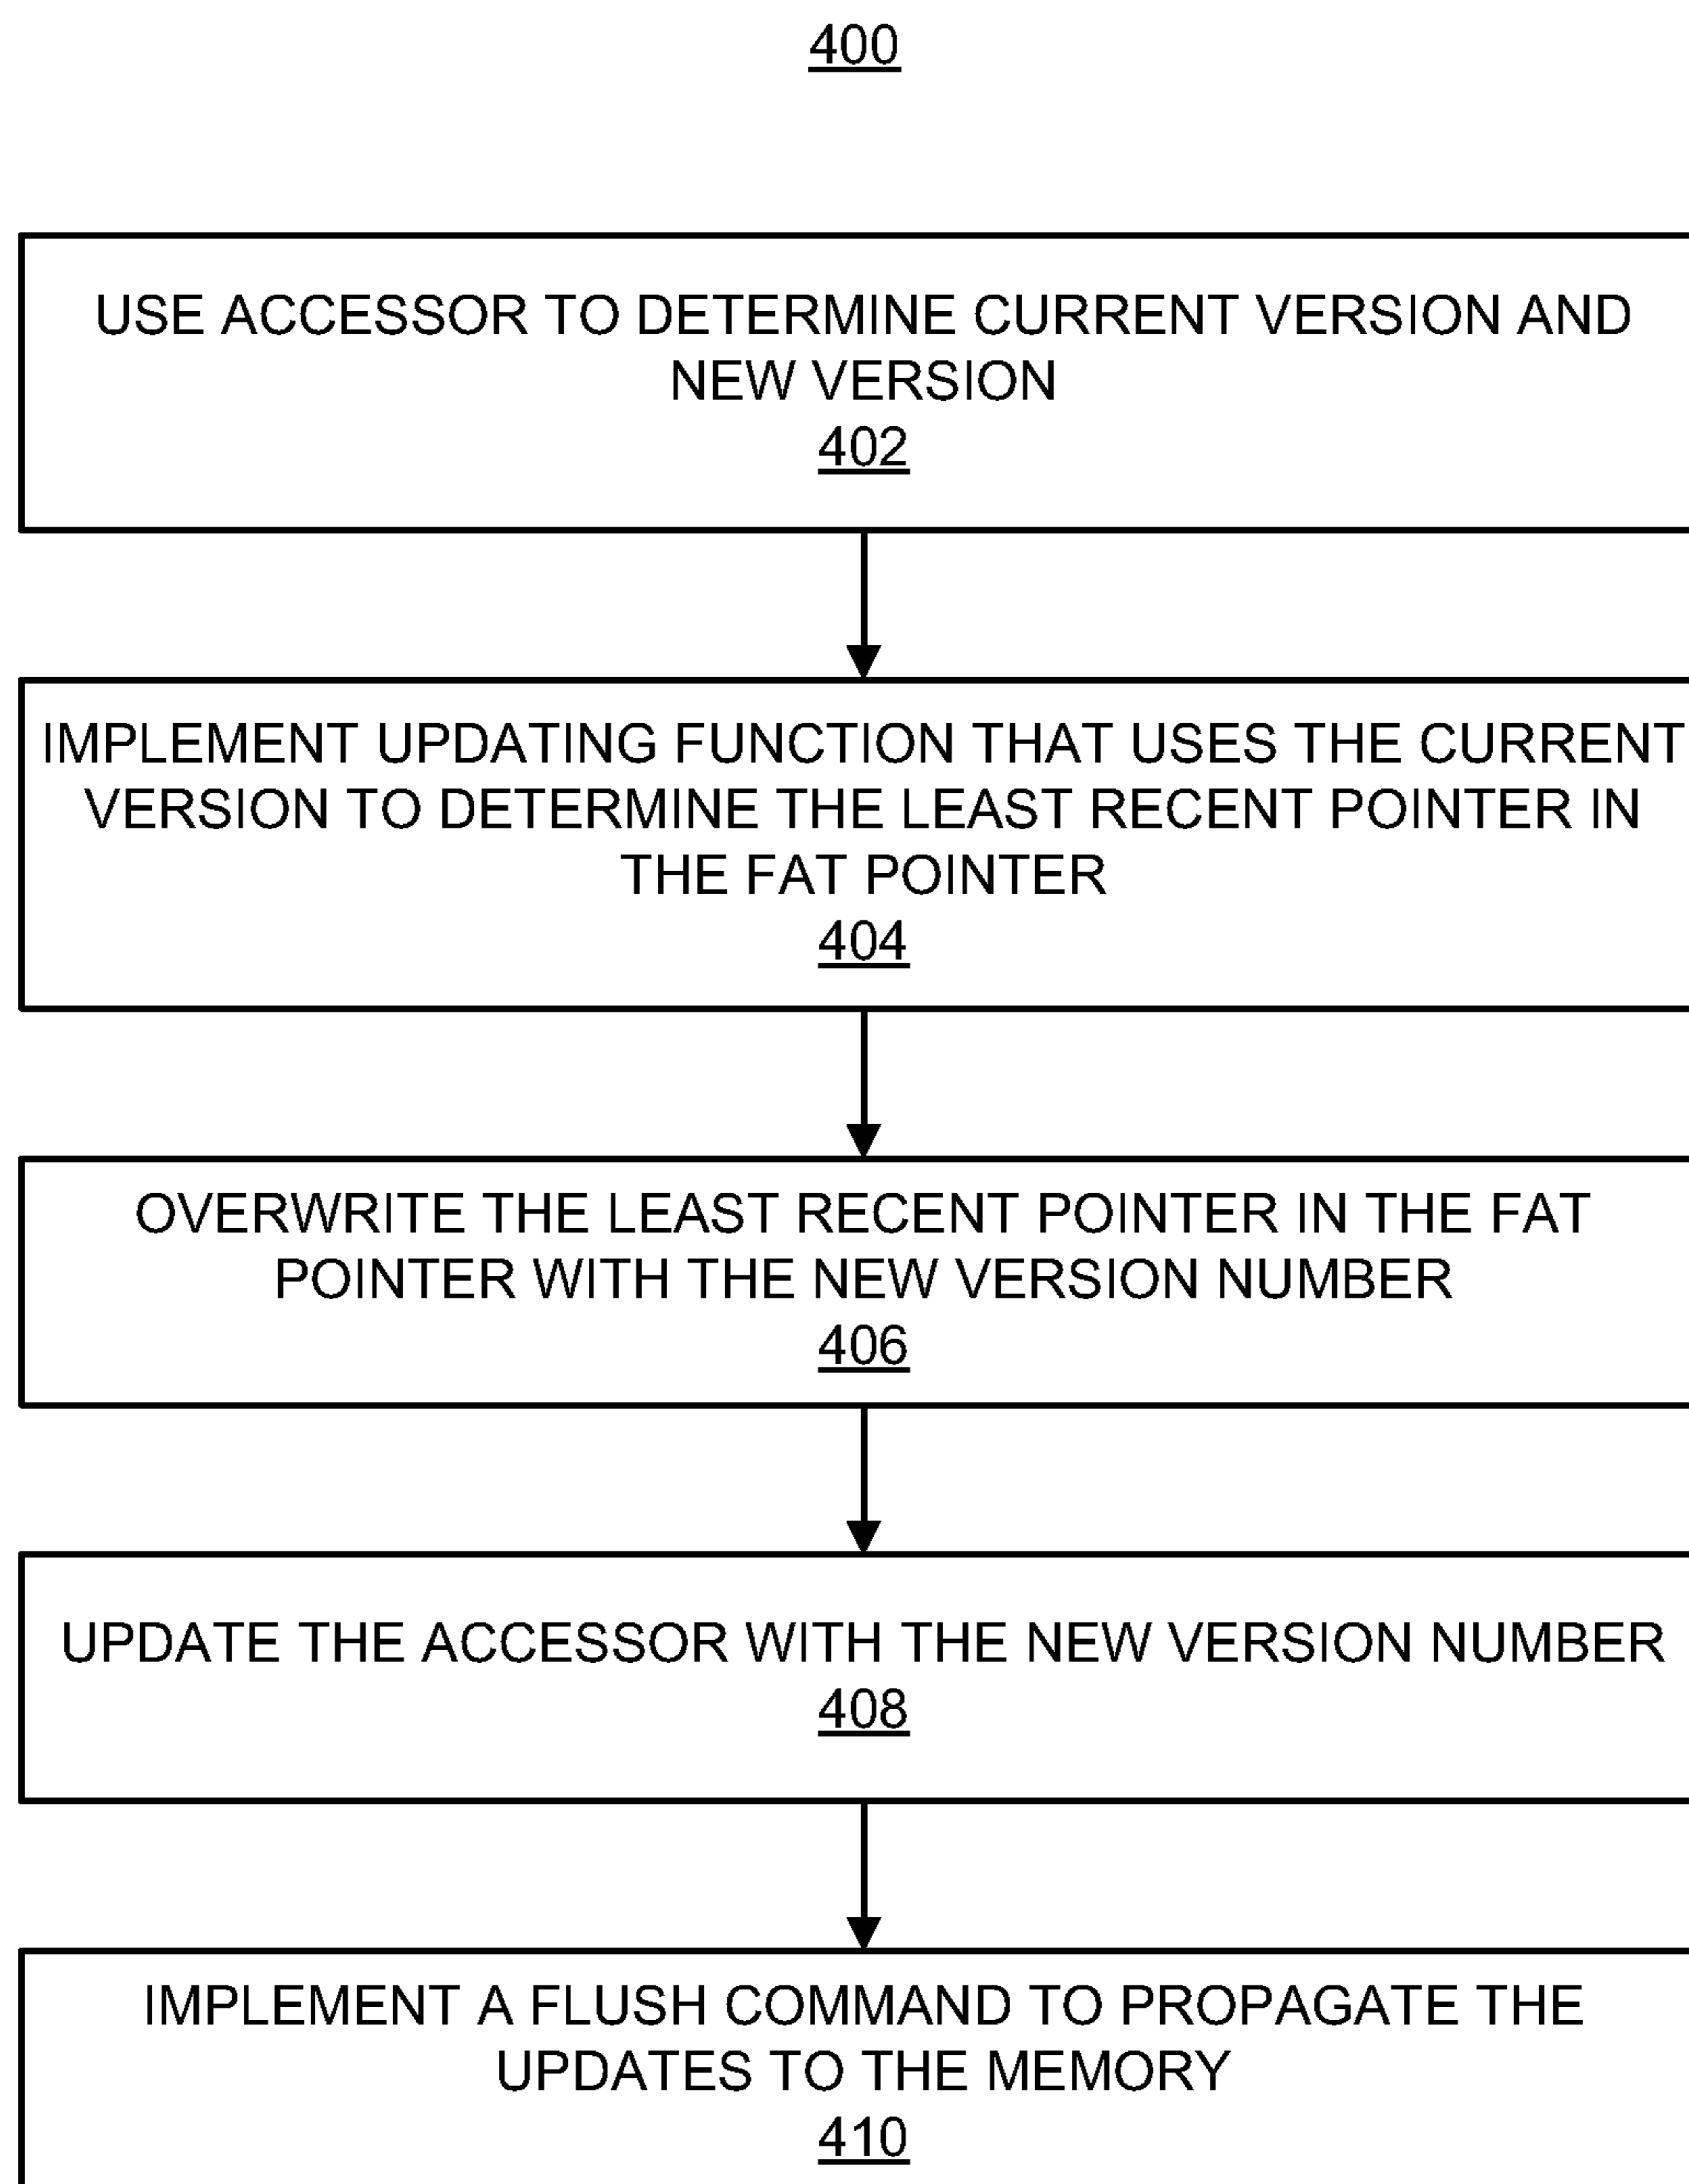 400
USE ACCESSOR TO DETERMINE CURRENT VERSION AND
NEW VERSION
402
IMPLEMENT UPDATING FUNCTION THAT USES THE CURRENT
VERSION TO DETERMINE THE LEAST RECENT POINTER IN
THE FAT POINTER
404
OVERWRITE THE LEAST RECENT POINTER IN THE FAT
POINTER WITH THE NEW VERSION NUMBER
406
UPDATE THE ACCESSOR WITH THE NEW VERSION NUMBER
408
IMPLEMENT A FLUSH COMMAND TO PROPAGATE THE
UPDATES TO THE MEMORY
410